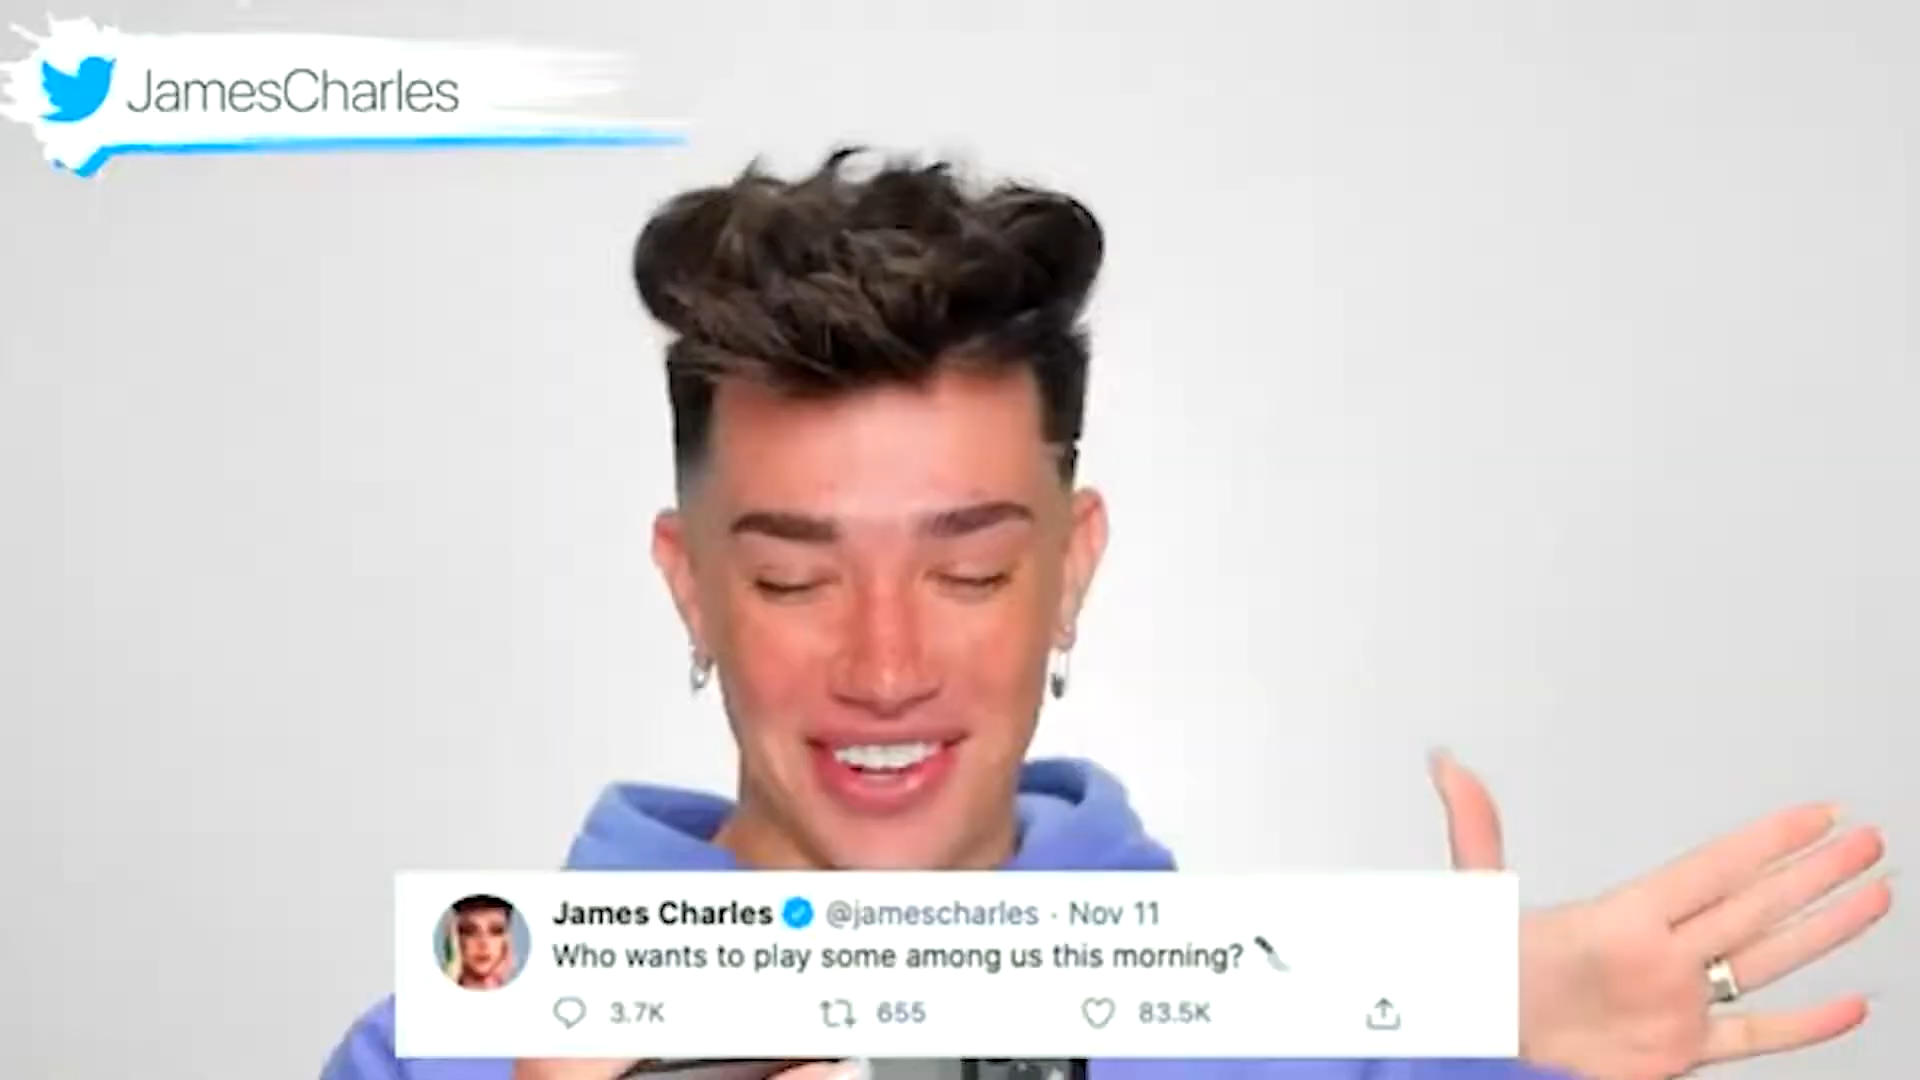 JamesCharles
James Charles @jamescharles · Nov 11
Who wants to play some among us this morning? 🔪
3.7K 655 83.5K